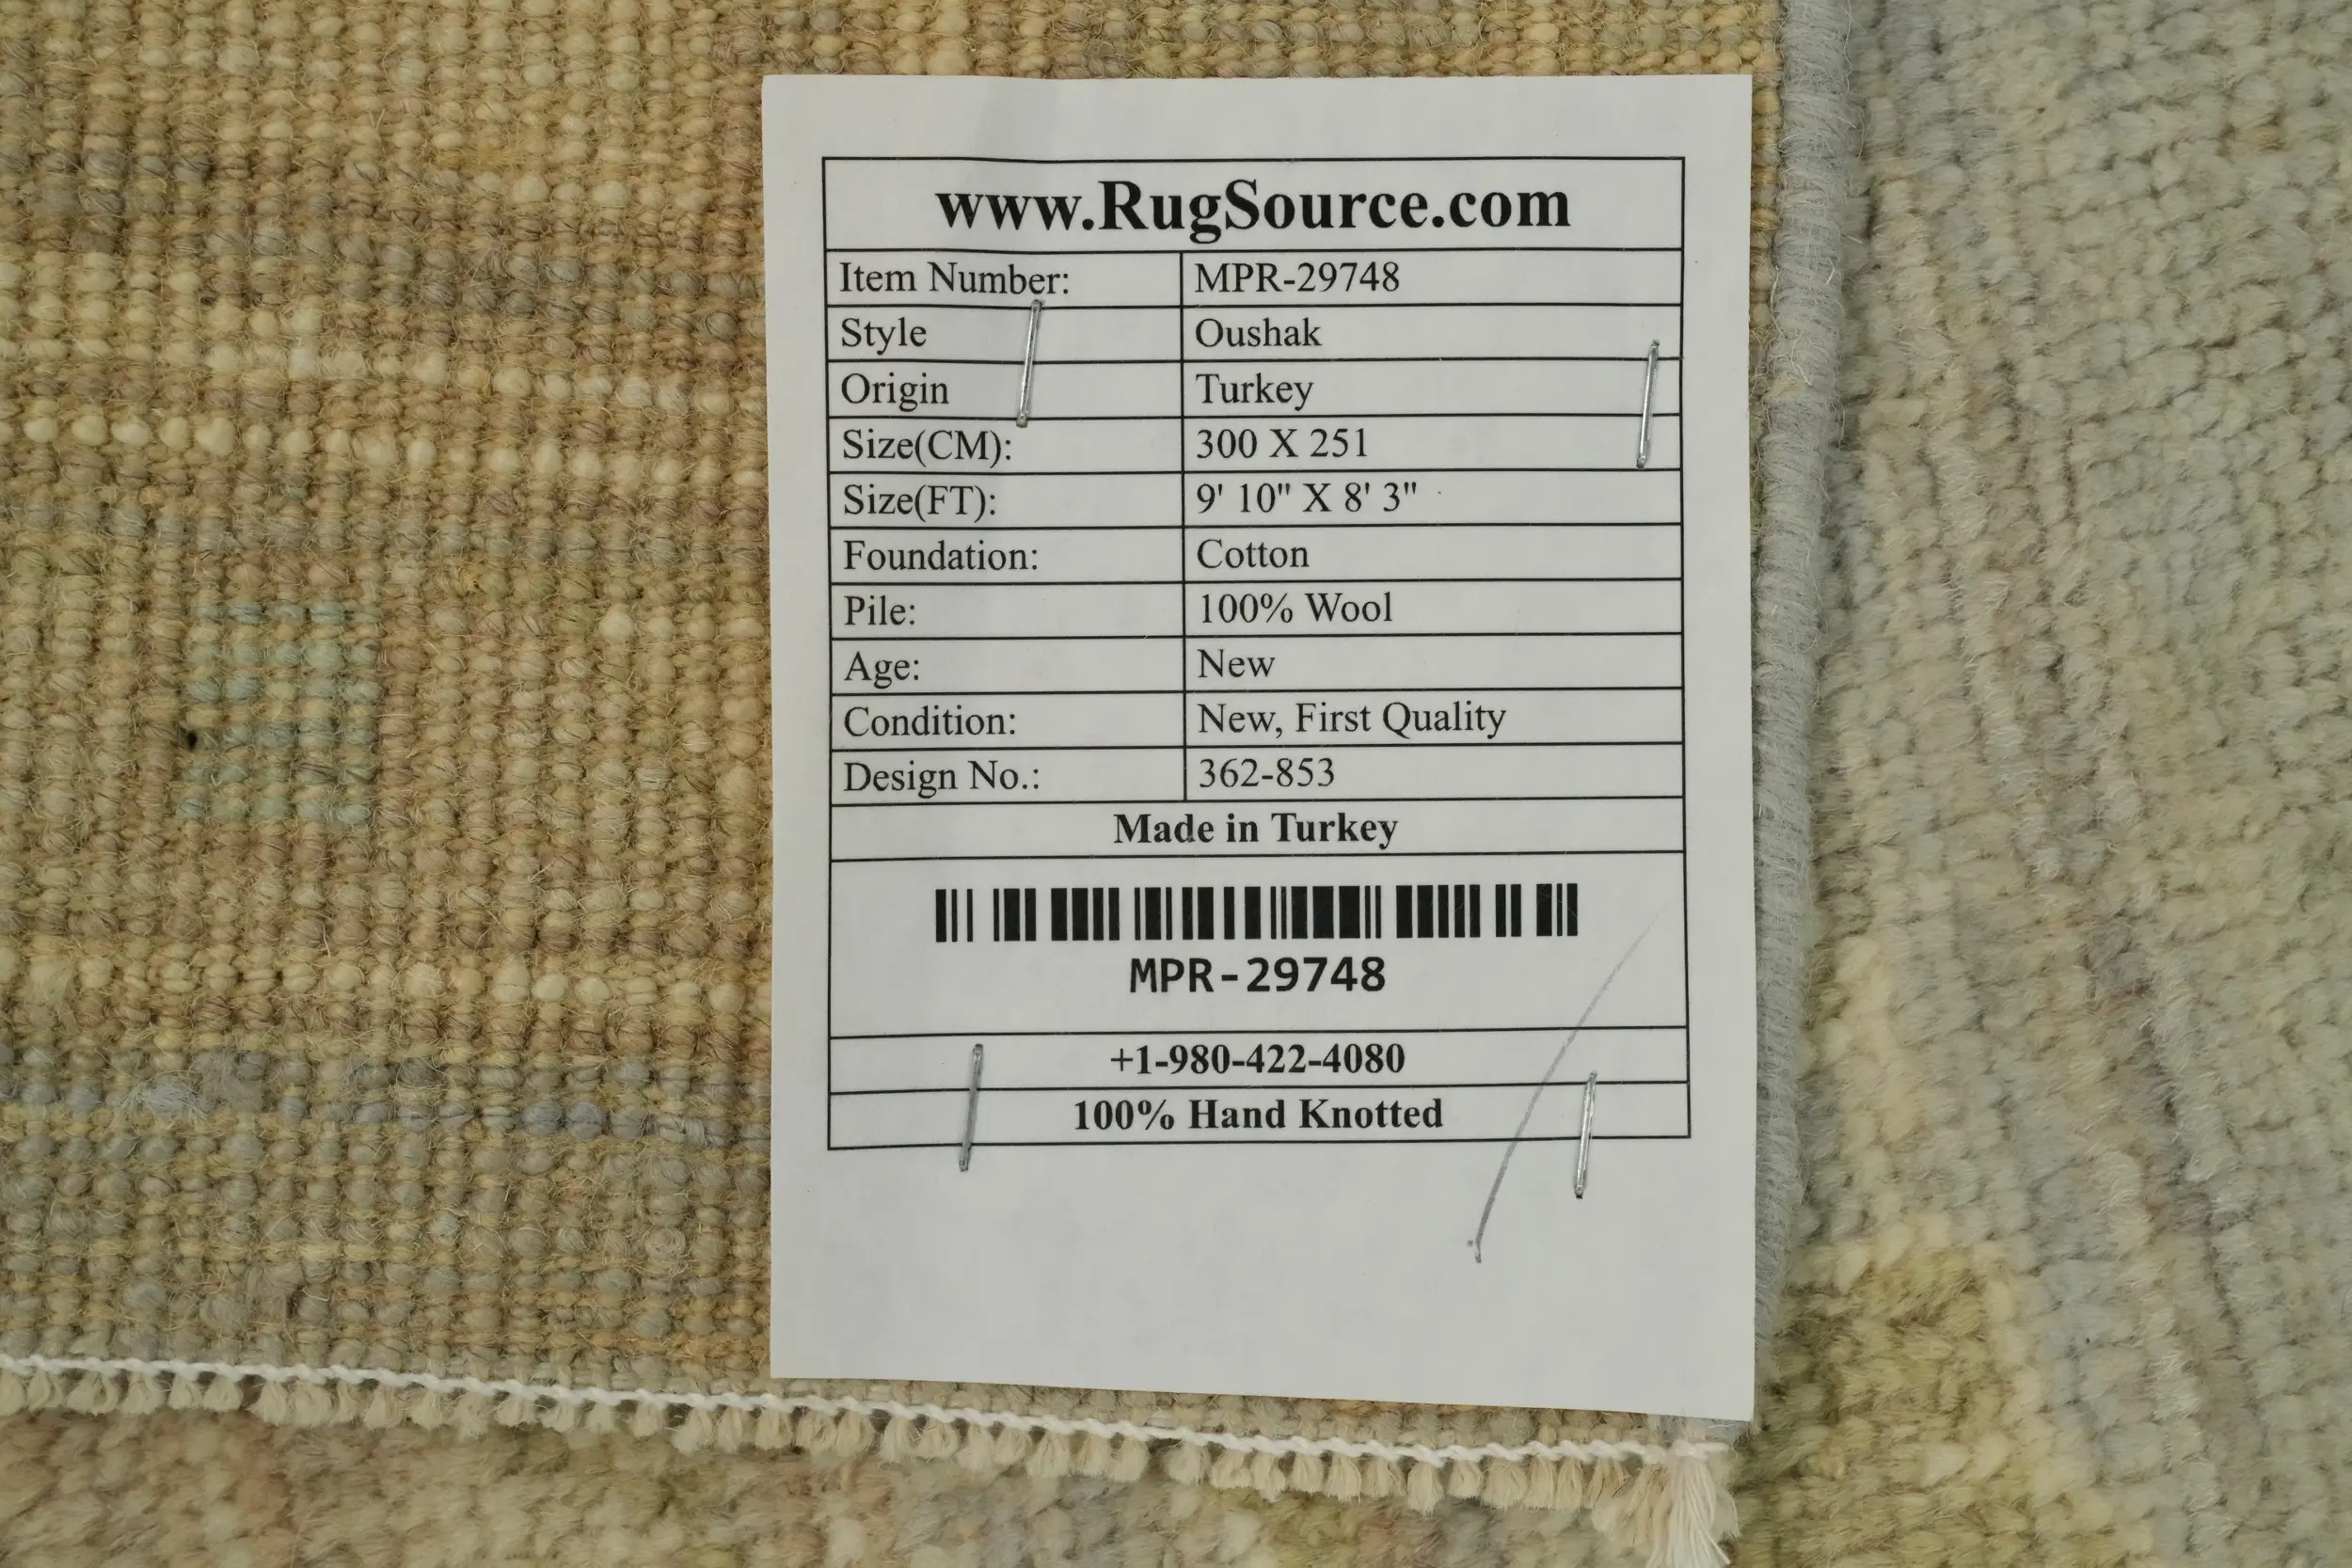 www.RugSource.com
Item Number: MPR-29748
Style Oushak
Origin Turkey
Size(CM): 300 X 251
Size(FT): 9' 10" X 8' 3"
Foundation: Cotton
Pile: 100% Wool
Age: New
Condition: New, First Quality
Design No.: 362-853
Made in Turkey
MPR-29748
+1-980-422-4080
100% Hand Knotted